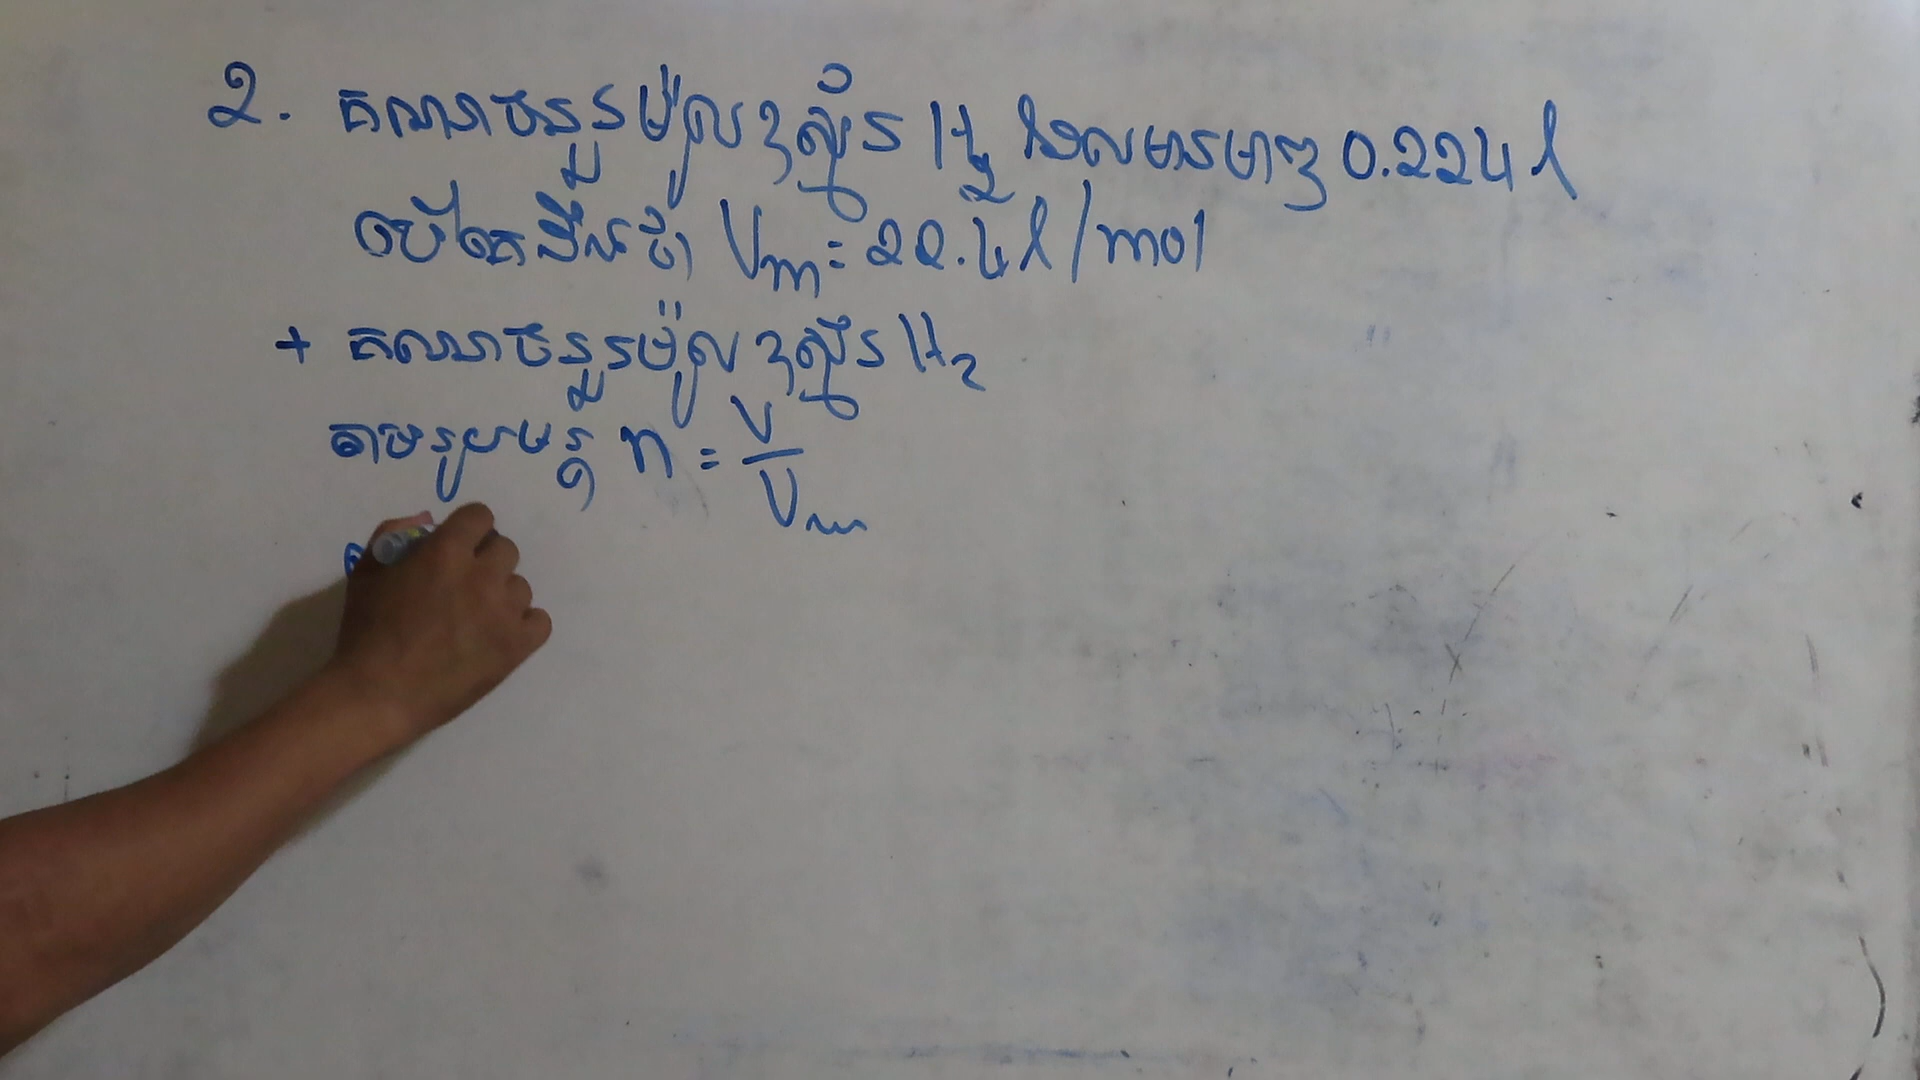 2. គណនាចំនួនម៉ូលឧស្ម័ន H₂ ដែលមានមាឌ 0.224 l
បើគេដឹងថា Vm = 22.4 l/mol
+ គណនាចំនួនម៉ូលឧស្ម័ន H₂
តាមរូបមន្ត n = V/Vm